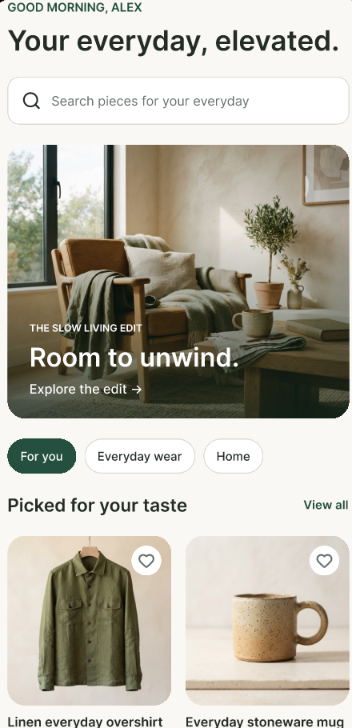 GOOD MORNING, ALEX
Your everyday, elevated.
Search pieces for your everyday
THE SLOW LIVING EDIT
Room to unwind.
Explore the edit →
For you
Everyday wear
Home
Picked for your taste
View all
Linen everyday overshirt
Everyday stoneware mug